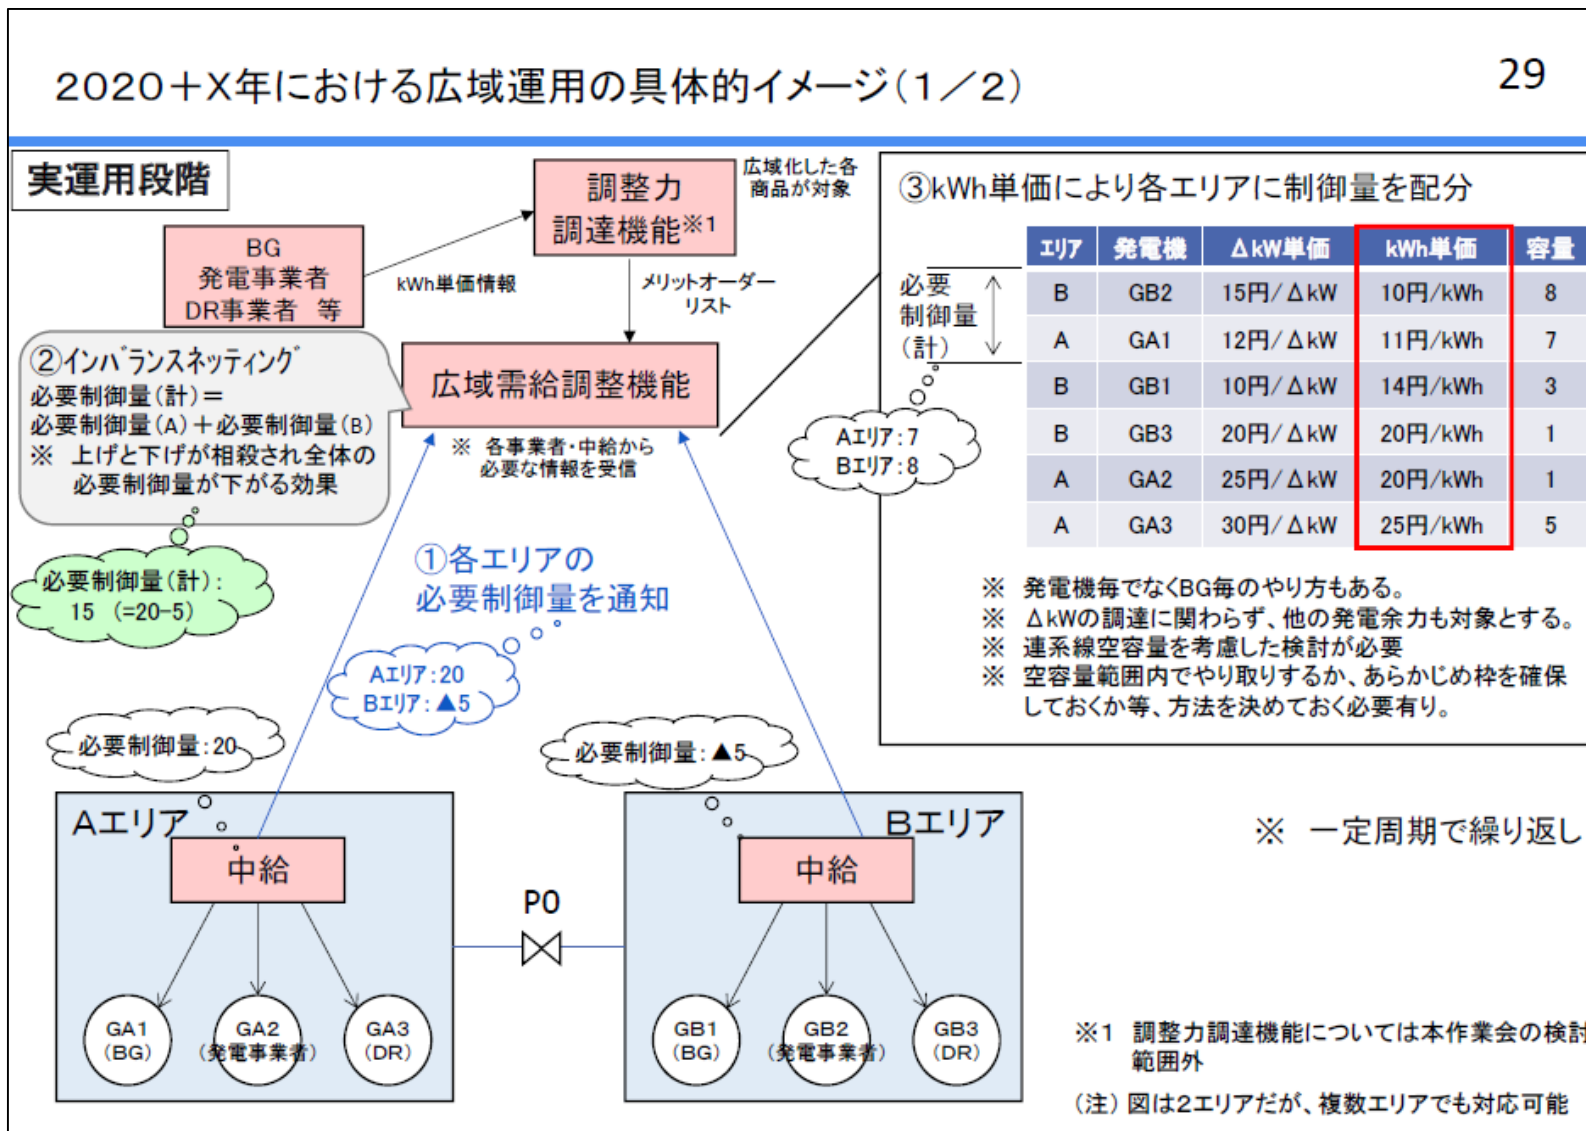 2020+X年における広域運用の具体的イメージ(1/2)
29
実運用段階
BG
発電事業者
DR事業者 等
kWh単価情報
調整力
調達機能※1
広域化した各
商品が対象
メリットオーダー
リスト
広域需給調整機能
※ 各事業者・中給から
必要な情報を受信
②インバランスネッティング
必要制御量(計)=
必要制御量(A)+必要制御量(B)
※ 上げと下げが相殺され全体の
必要制御量が下がる効果
必要制御量(計):
15 (=20-5)
①各エリアの
必要制御量を通知
Aエリア:20
Bエリア:▲5
必要制御量:20
必要制御量:▲5
Aエリア
中給
GA1
(BG)
GA2
(発電事業者)
GA3
(DR)
P0
Bエリア
中給
GB1
(BG)
GB2
(発電事業者)
GB3
(DR)
③kWh単価により各エリアに制御量を配分
必要
制御量
(計)
Aエリア:7
Bエリア:8
エリア 発電機 ΔkW単価 kWh単価 容量
B GB2 15円/ΔkW 10円/kWh 8
A GA1 12円/ΔkW 11円/kWh 7
B GB1 10円/ΔkW 14円/kWh 3
B GB3 20円/ΔkW 20円/kWh 1
A GA2 25円/ΔkW 20円/kWh 1
A GA3 30円/ΔkW 25円/kWh 5
※ 発電機毎でなくBG毎のやり方もある。
※ ΔkWの調達に関わらず、他の発電余力も対象とする。
※ 連系線空容量を考慮した検討が必要
※ 空容量範囲内でやり取りするか、あらかじめ枠を確保
しておくか等、方法を決めておく必要有り。
※ 一定周期で繰り返し
※1 調整力調達機能については本作業会の検討
範囲外
(注)図は2エリアだが、複数エリアでも対応可能